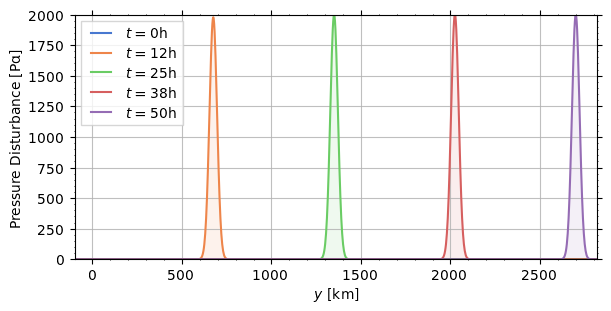 2000
1750
1500
1250
1000
750
500
250
0
Pressure Disturbance [Pα]
t = 0h
t = 12h
t = 25h
t = 38h
t = 50h
0
500
1000
1500
2000
2500
y [km]